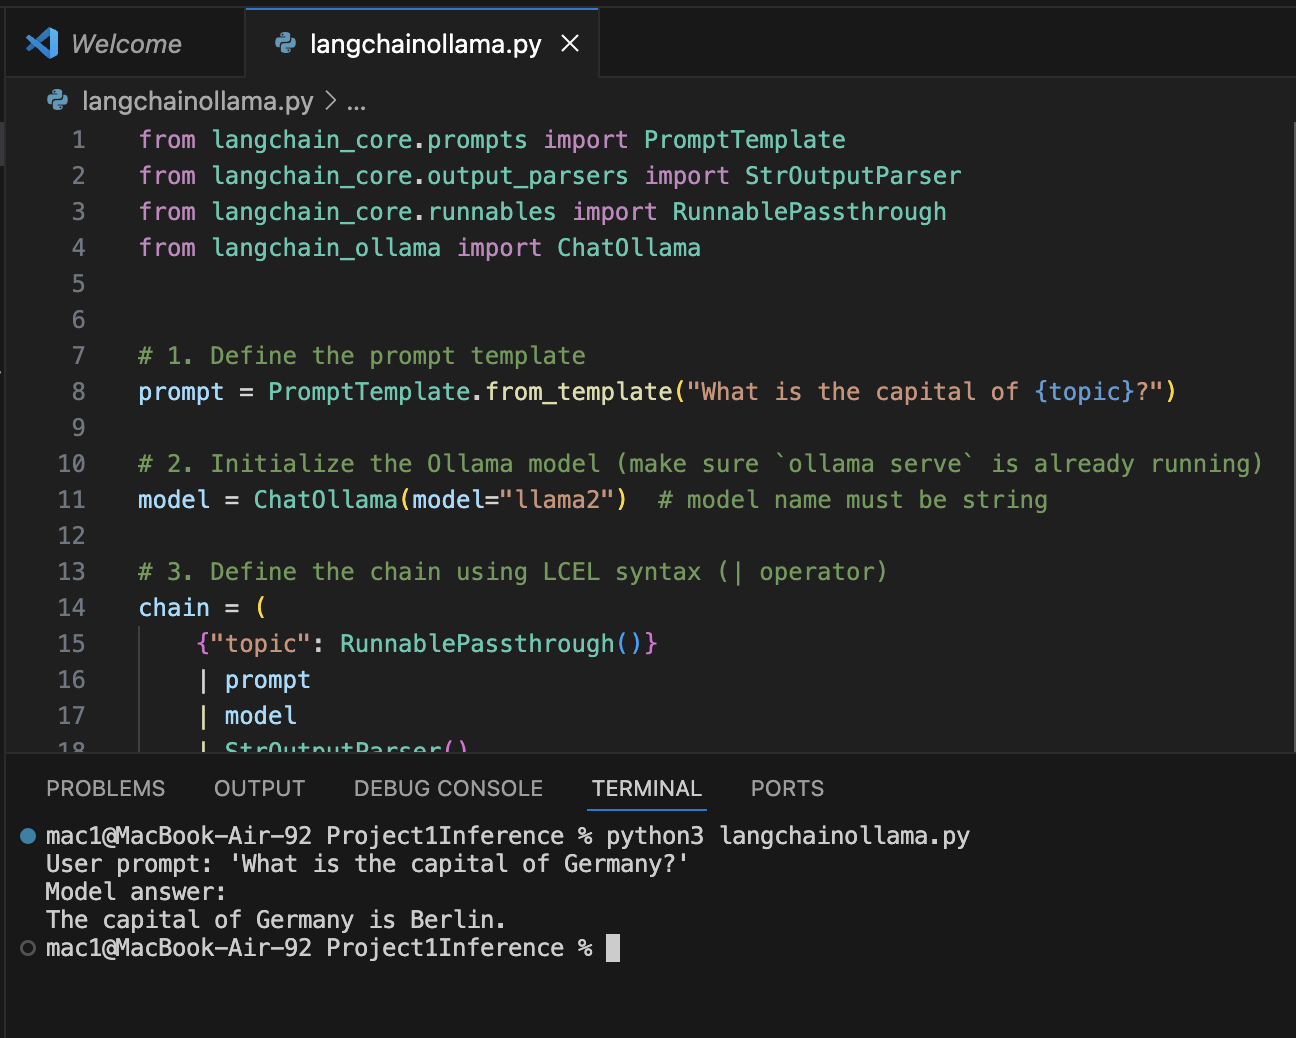 Welcome
langchainollama.py
langchainollama.py > ...
1 from langchain_core.prompts import PromptTemplate
2 from langchain_core.output_parsers import StrOutputParser
3 from langchain_core.runnables import RunnablePassthrough
4 from langchain_ollama import ChatOllama
5
6
7 # 1. Define the prompt template
8 prompt = PromptTemplate.from_template("What is the capital of {topic}?")
9
10 # 2. Initialize the Ollama model (make sure `ollama serve` is already running)
11 model = ChatOllama(model="llama2")  # model name must be string
12
13 # 3. Define the chain using LCEL syntax (| operator)
14 chain = (
15     {"topic": RunnablePassthrough()}
16     | prompt
17     | model
18     | StrOutputParser()
PROBLEMS OUTPUT DEBUG CONSOLE TERMINAL PORTS
mac1@MacBook-Air-92 Project1Inference % python3 langchainollama.py
User prompt: 'What is the capital of Germany?'
Model answer:
The capital of Germany is Berlin.
mac1@MacBook-Air-92 Project1Inference %